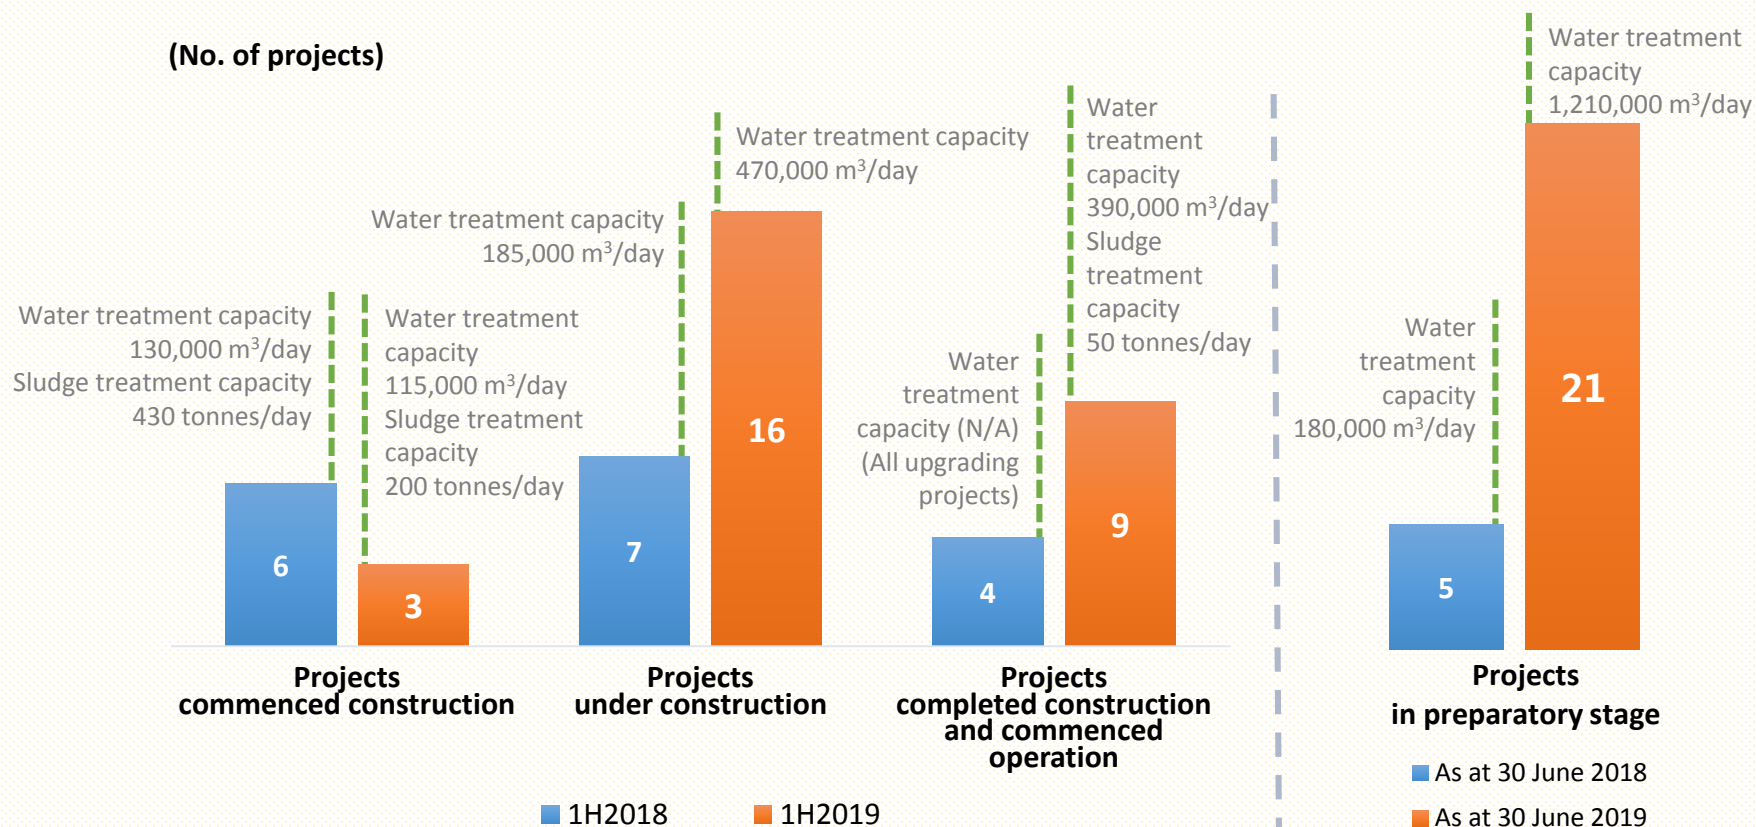 (No. of projects)
Water treatment capacity
130,000 m³/day
Sludge treatment capacity
430 tonnes/day
6
Water treatment
capacity
115,000 m³/day
Sludge treatment
capacity
200 tonnes/day
3
Projects
commenced construction
Water treatment capacity
185,000 m³/day
7
Water treatment capacity
470,000 m³/day
16
Projects
under construction
Water
treatment
capacity (N/A)
(All upgrading
projects)
4
Water
treatment
capacity
390,000 m³/day
Sludge
treatment
capacity
50 tonnes/day
9
Projects
completed construction
and commenced
operation
1H2018
1H2019
Water
treatment
capacity
180,000 m³/day
5
Water treatment
capacity
1,210,000 m³/day
21
Projects
in preparatory stage
As at 30 June 2018
As at 30 June 2019